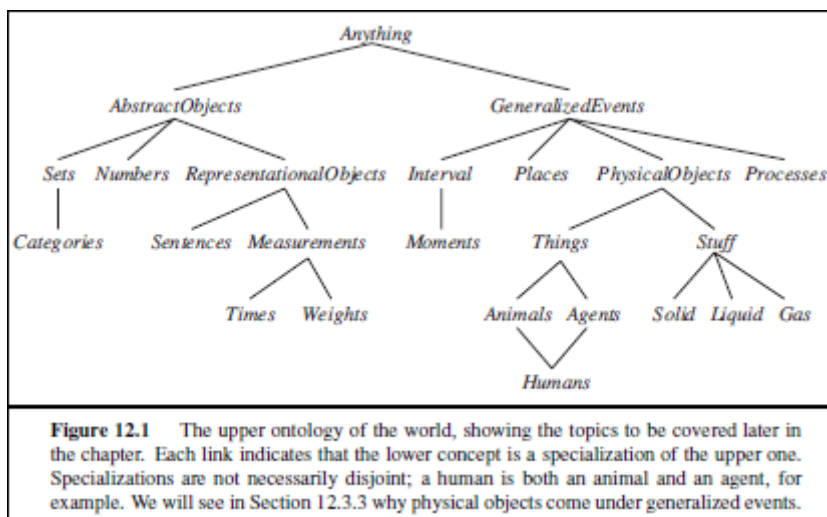 Anything
AbstractObjects GeneralizedEvents
Sets Numbers RepresentationalObjects Interval Places PhysicalObjects Processes
Categories Sentences Measurements Moments Things Stuff
Times Weights Animals Agents Solid Liquid Gas
Humans
Figure 12.1 The upper ontology of the world, showing the topics to be covered later in
the chapter. Each link indicates that the lower concept is a specialization of the upper one.
Specializations are not necessarily disjoint; a human is both an animal and an agent, for
example. We will see in Section 12.3.3 why physical objects come under generalized events.